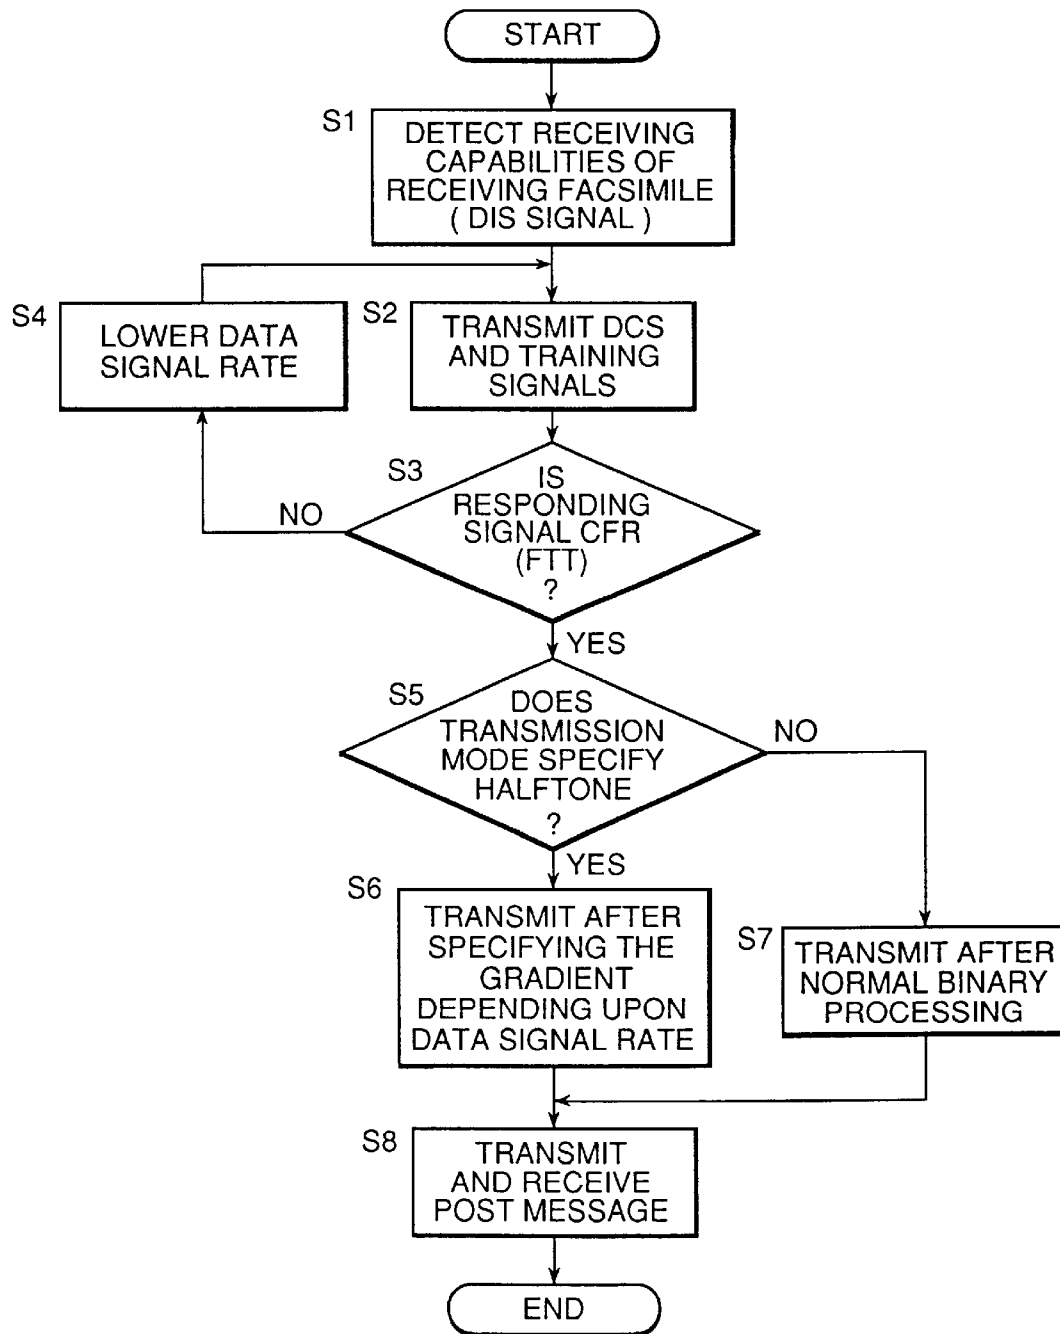 START
S1
DETECT RECEIVING
CAPABILITIES OF
RECEIVING FACSIMILE
( DIS SIGNAL )
S4
LOWER DATA
SIGNAL RATE
S2
TRANSMIT DCS
AND TRAINING
SIGNALS
S3
IS
RESPONDING
SIGNAL CFR
(FTT)
?
NO
YES
S5
DOES
TRANSMISSION
MODE SPECIFY
HALFTONE
?
NO
YES
S6
TRANSMIT AFTER
SPECIFYING THE
GRADIENT
DEPENDING UPON
DATA SIGNAL RATE
S7
TRANSMIT AFTER
NORMAL BINARY
PROCESSING
S8
TRANSMIT
AND RECEIVE
POST MESSAGE
END